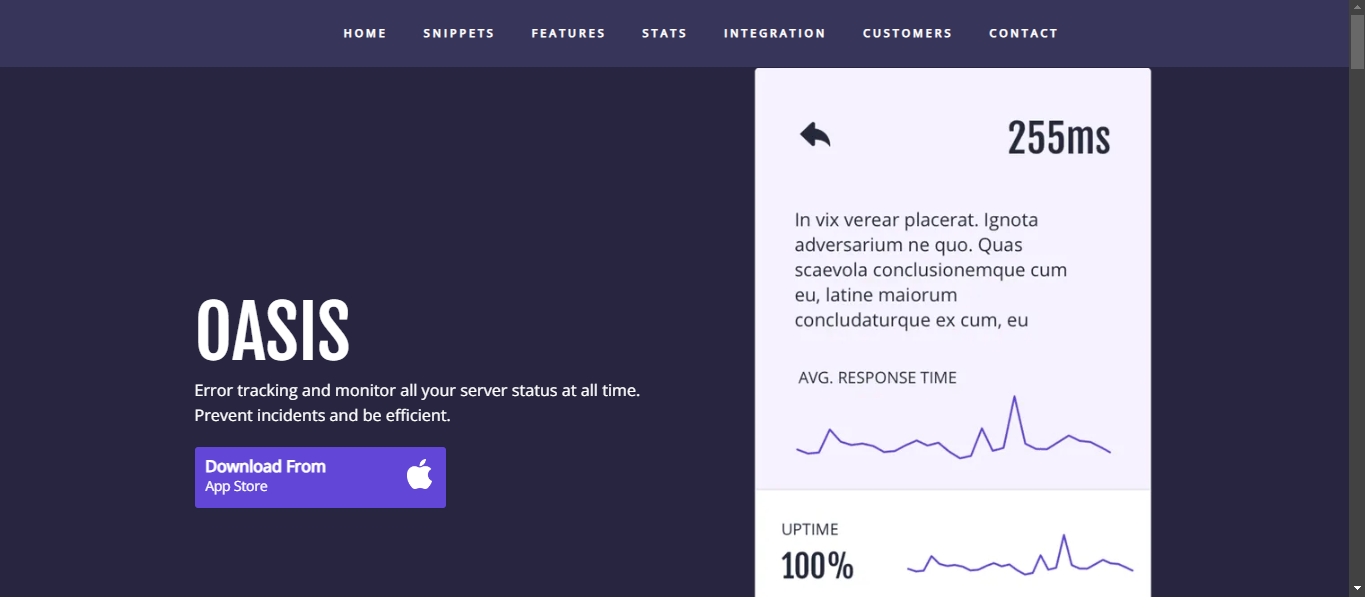 HOME SNIPPETS FEATURES STATS INTEGRATION CUSTOMERS CONTACT
OASIS
Error tracking and monitor all your server status at all time.
Prevent incidents and be efficient.
Download From
App Store
255ms
In vix verear placerat. Ignota
adversarium ne quo. Quas
scaevola conclusionemque cum
eu, latine maiorum
concludaturque ex cum, eu
AVG. RESPONSE TIME
UPTIME
100%